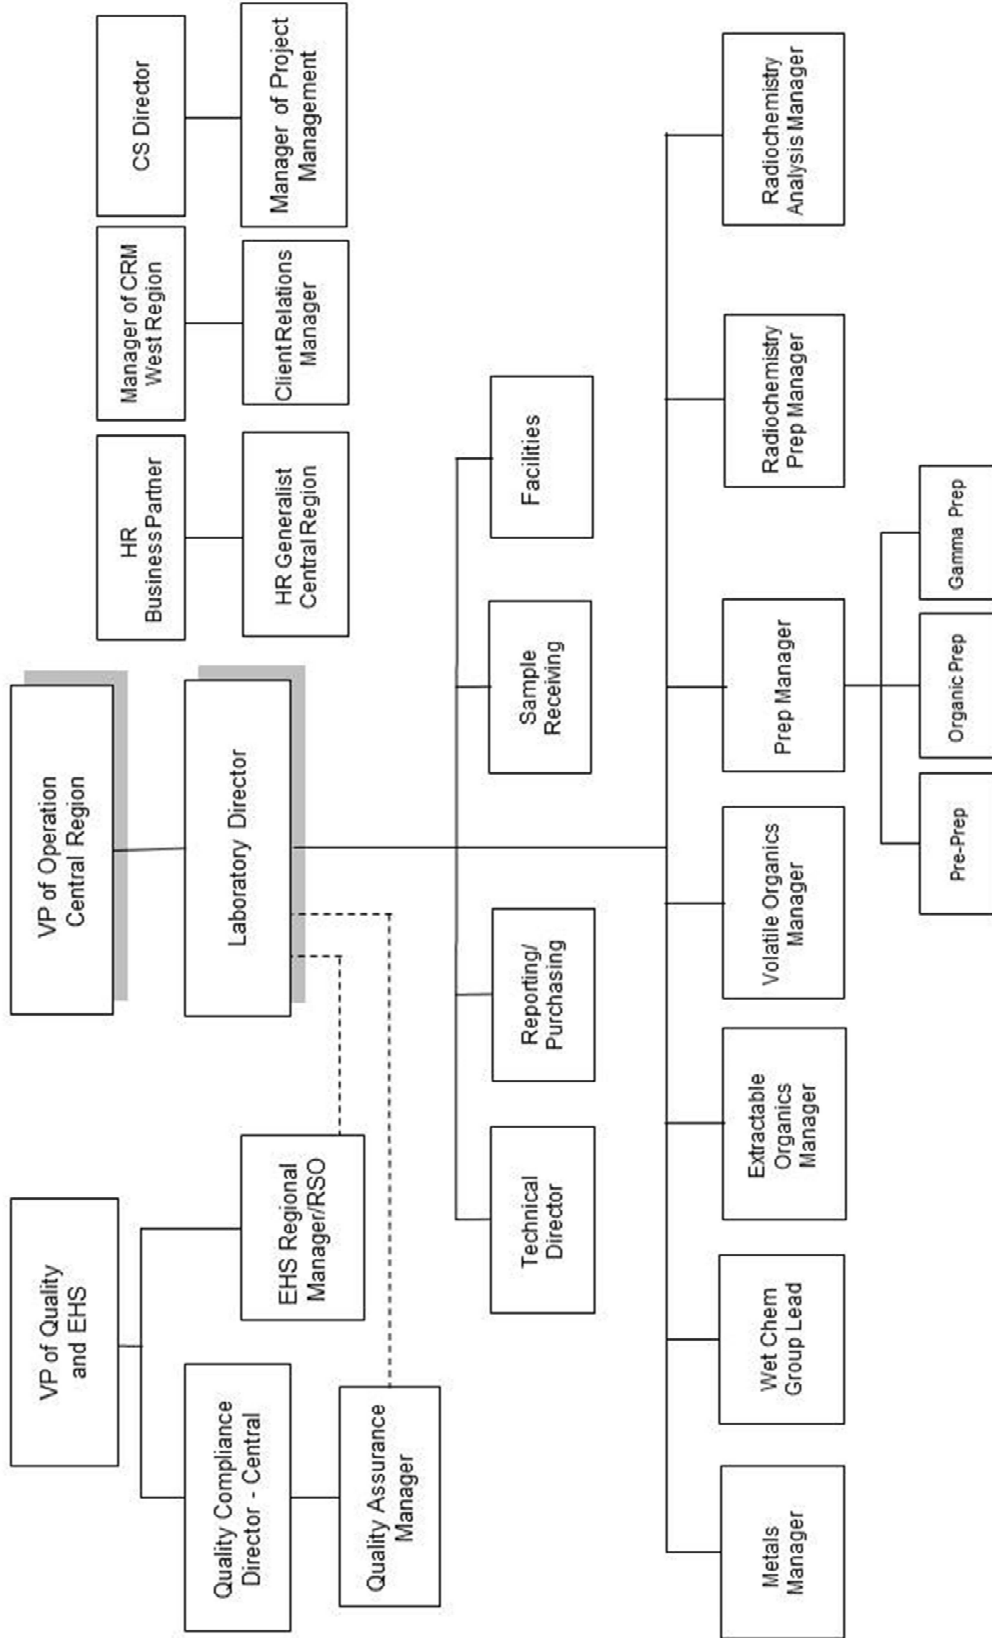 VP of Quality
and EHS
VP of Operation
Central Region
HR
Business Partner
Manager of CRM
West Region
CS Director
Quality Compliance
Director - Central
EHS Regional
Manager/RSO
Laboratory Director
HR Generalist
Central Region
Client Relations
Manager
Manager of Project
Management
Quality Assurance
Manager
Technical
Director
Reporting/
Purchasing
Sample
Receiving
Facilities
Metals
Manager
Wet Chem
Group Lead
Extractable
Organics
Manager
Volatile Organics
Manager
Prep Manager
Radiochemistry
Prep Manager
Radiochemistry
Analysis Manager
Pre-Prep
Organic Prep
Gamma Prep